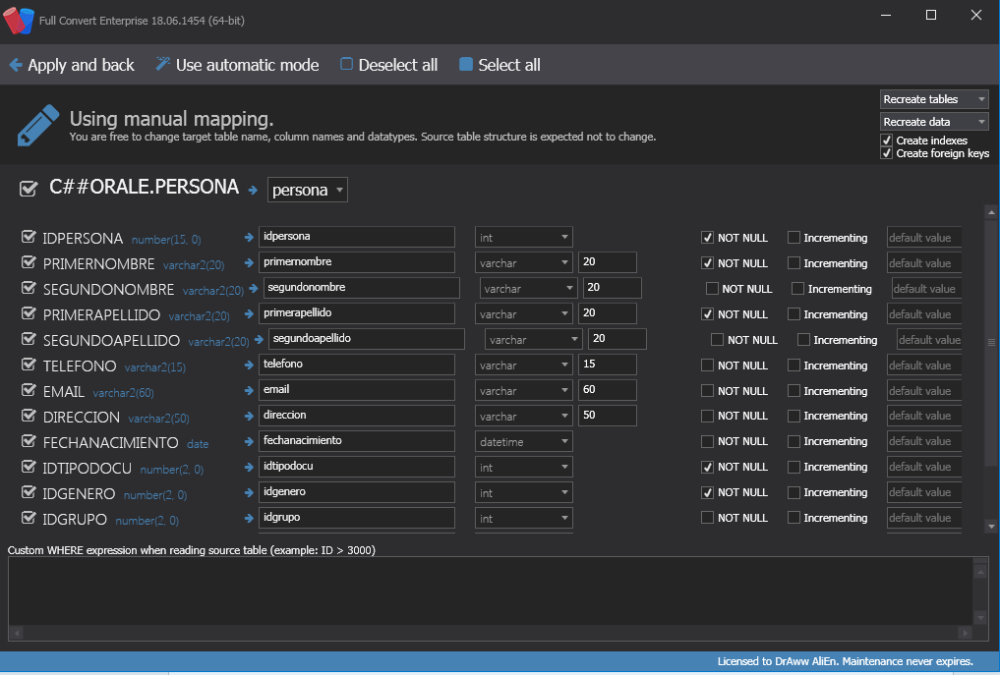 Full Convert Enterprise 18.06.1454 (64-bit)
Apply and back Use automatic mode Deselect all Select all
Recreate tables
Using manual mapping.
Recreate data
You are free to change target table name, column names and datatypes. Source table structure is expected not to change.
Create indexes
Create foreign keys
C##ORALE.PERSONA persona
IDPERSONA number(15, 0) idpersona int NOT NULL Incrementing default value
PRIMERNOMBRE varchar2(20) primernombre varchar 20 NOT NULL Incrementing default value
SEGUNDONOMBRE varchar2(20) segundonombre varchar 20 NOT NULL Incrementing default value
PRIMERAPELLIDO varchar2(20) primerapellido varchar 20 NOT NULL Incrementing default value
SEGUNDOAPELLIDO varchar2(20) segundoapellido varchar 20 NOT NULL Incrementing default value
TELEFONO varchar2(15) telefono varchar 15 NOT NULL Incrementing default value
EMAIL varchar2(60) email varchar 60 NOT NULL Incrementing default value
DIRECCION varchar2(50) direccion varchar 50 NOT NULL Incrementing default value
FECHANACIMIENTO date fechanacimiento datetime NOT NULL Incrementing default value
IDTIPODOCU number(2, 0) idtipodocu int NOT NULL Incrementing default value
IDGENERO number(2, 0) idgenero int NOT NULL Incrementing default value
IDGRUPO number(2, 0) idgrupo int NOT NULL Incrementing default value
Custom WHERE expression when reading source table (example: ID > 3000)
Licensed to DrAww AliEn. Maintenance never expires.